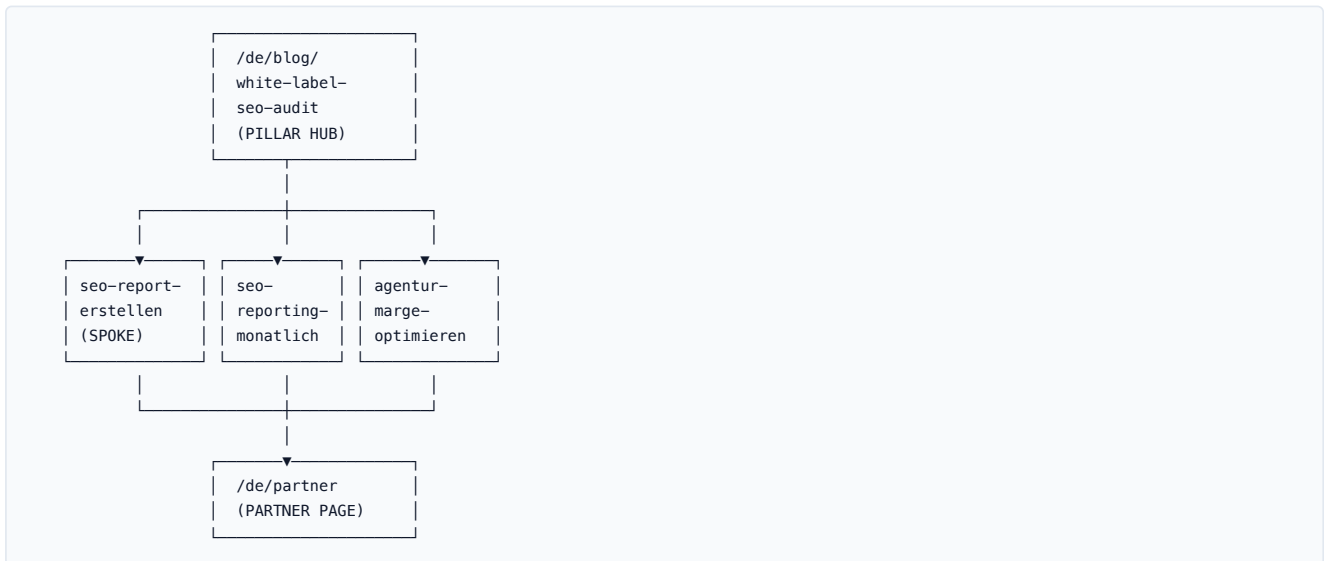 /de/blog/
white-label-
seo-audit
(PILLAR HUB)
seo-report- seo- agentur-
erstellen reporting- marge-
(SPOKE) monatlich optimieren
/de/partner
(PARTNER PAGE)